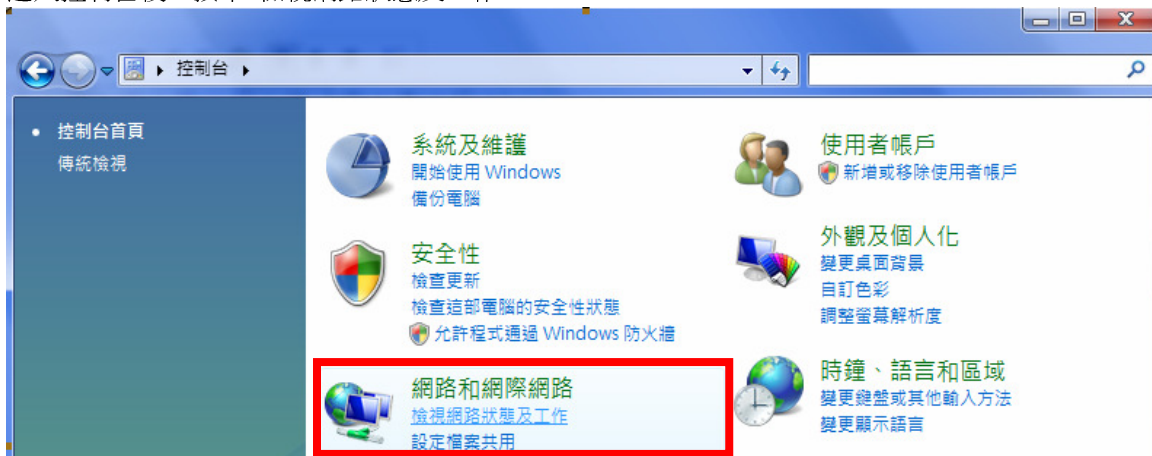 控制台
控制台首頁
傳統檢視
系統及維護
開始使用 Windows
備份電腦
安全性
檢查更新
檢查這部電腦的安全性狀態
允許程式通過 Windows 防火牆
網路和網際網路
檢視網路狀態及工作
設定檔案共用
使用者帳戶
新增或移除使用者帳戶
外觀及個人化
變更桌面背景
自訂色彩
調整螢幕解析度
時鐘、語言和區域
變更鍵盤或其他輸入方法
變更顯示語言